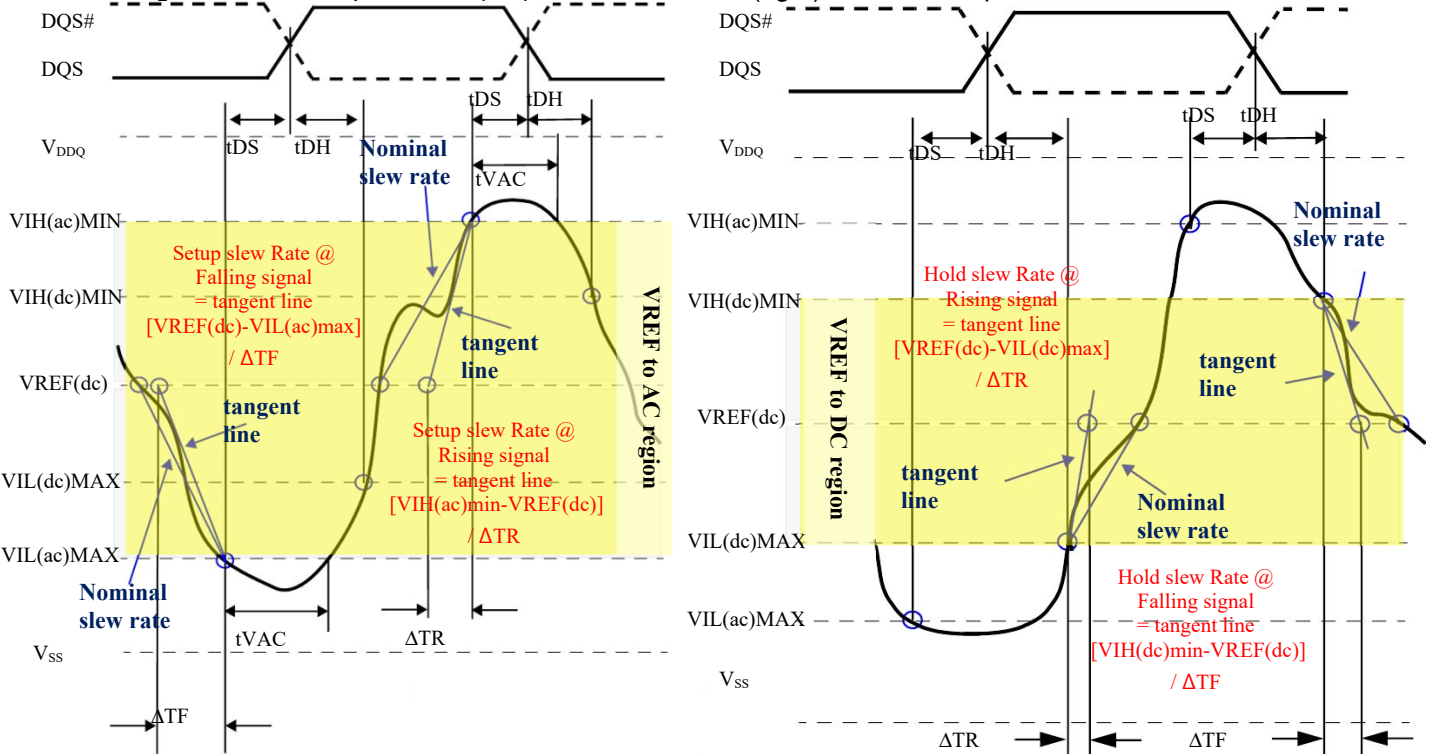 DQS#
DQS
tDS
tDH
tDS
tDH
VDDQ
Nominal
slew rate
tVAC
VIH(ac)MIN
Setup slew Rate @
Falling signal
= tangent line
[VREF(dc)-VIL(ac)max]
/ ΔTF
VIH(dc)MIN
tangent
line
VREF(dc)
tangent
line
VREF to AC region
Setup slew Rate @
Rising signal
= tangent line
[VIH(ac)min-VREF(dc)]
/ ΔTR
VIL(dc)MAX
VIL(ac)MAX
Nominal
slew rate
tVAC
ΔTR
VSS
ΔTF
DQS#
DQS
tDS
tDH
tDS
tDH
VDDQ
VIH(ac)MIN
Nominal
slew rate
Hold slew Rate @
Rising signal
= tangent line
[VREF(dc)-VIL(dc)max]
/ ΔTR
VIH(dc)MIN
VREF to DC region
tangent
line
VREF(dc)
tangent
line
Nominal
slew rate
VIL(dc)MAX
Hold slew Rate @
Falling signal
= tangent line
[VIH(dc)min-VREF(dc)]
/ ΔTF
VIL(ac)MAX
VSS
ΔTR
ΔTF